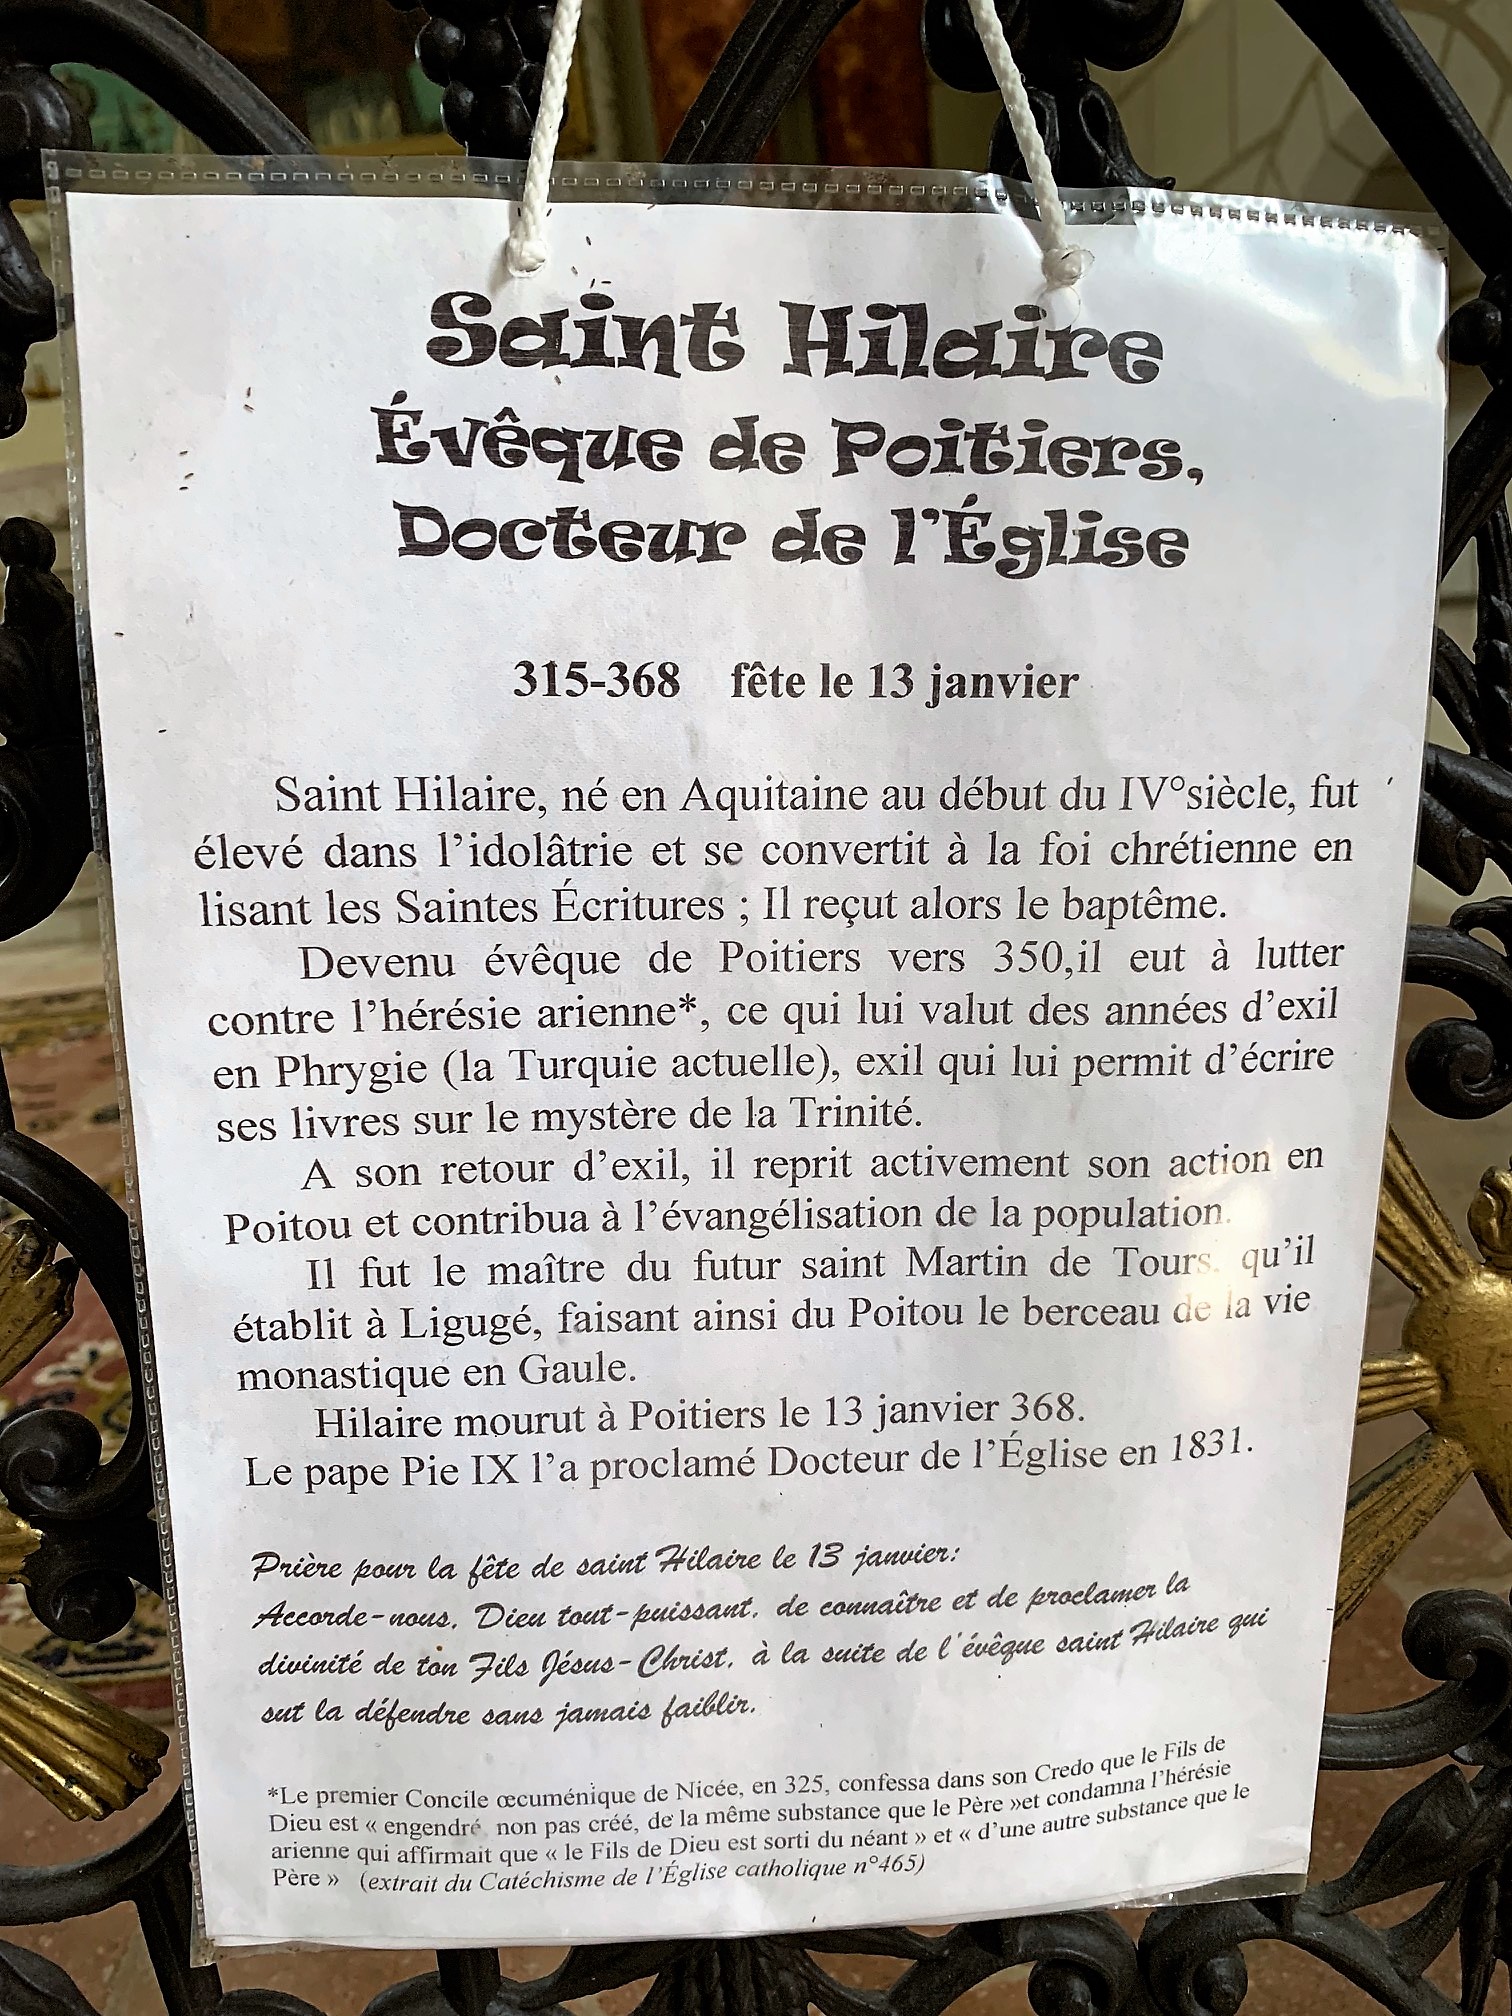 Saint Hilaire
Évêque de Poitiers,
Docteur de l'Église
315-368 fête le 13 janvier
Saint Hilaire, né en Aquitaine au début du IV°siècle, fut
élevé dans l'idolâtrie et se convertit à la foi chrétienne en
lisant les Saintes Écritures ; Il reçut alors le baptême.
Devenu évêque de Poitiers vers 350,il eut à lutter
contre l'hérésie arienne*, ce qui lui valut des années d'exil
en Phrygie (la Turquie actuelle), exil qui lui permit d'écrire
ses livres sur le mystère de la Trinité.
A son retour d'exil, il reprit activement son action en
Poitou et contribua à l'évangélisation de la population.
Il fut le maître du futur saint Martin de Tours, qu'il
établit à Ligugé, faisant ainsi du Poitou le berceau de la vie
monastique en Gaule.
Hilaire mourut à Poitiers le 13 janvier 368.
Le pape Pie IX l'a proclamé Docteur de l'Église en 1831.
Prière pour la fête de saint Hilaire le 13 janvier:
Accorde-nous, Dieu tout-puissant, de connaître et de proclamer la
divinité de ton Fils Jésus-Christ, à la suite de l'évêque saint Hilaire qui
sut la défendre sans jamais faiblir.
*Le premier Concile œcuménique de Nicée, en 325, confessa dans son Credo que le Fils de
Dieu est « engendré, non pas créé, de la même substance que le Père »et condamna l'hérésie
arienne qui affirmait que « le Fils de Dieu est sorti du néant » et « d'une autre substance que le
Père » (extrait du Catéchisme de l'Église catholique n°465)